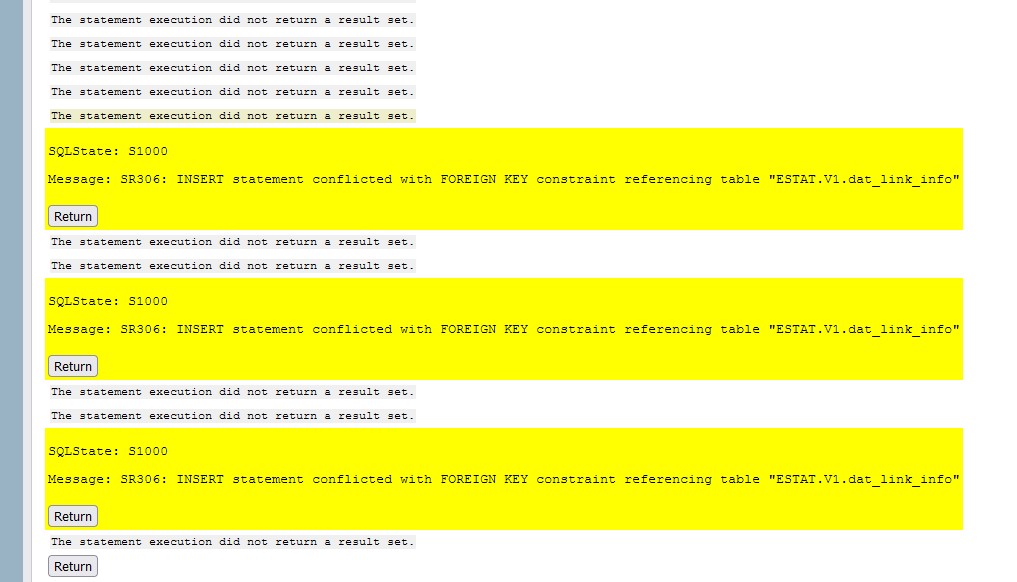 The statement execution did not return a result set.
The statement execution did not return a result set.
The statement execution did not return a result set.
The statement execution did not return a result set.
The statement execution did not return a result set.
SQLState: S1000
Message: SR306: INSERT statement conflicted with FOREIGN KEY constraint referencing table "ESTAT.V1.dat_link_info"
Return
The statement execution did not return a result set.
The statement execution did not return a result set.
SQLState: S1000
Message: SR306: INSERT statement conflicted with FOREIGN KEY constraint referencing table "ESTAT.V1.dat_link_info"
Return
The statement execution did not return a result set.
The statement execution did not return a result set.
SQLState: S1000
Message: SR306: INSERT statement conflicted with FOREIGN KEY constraint referencing table "ESTAT.V1.dat_link_info"
Return
The statement execution did not return a result set.
Return